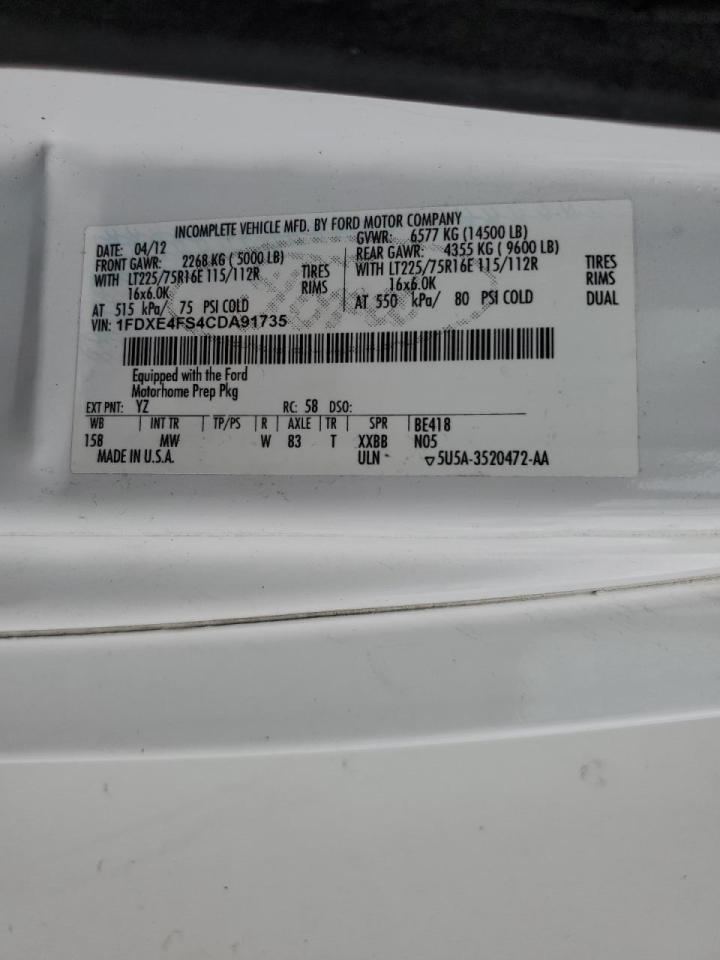 INCOMPLETE VEHICLE MFD. BY FORD MOTOR COMPANY
DATE: 04/12 GVWR: 6577 KG (14500 LB)
FRONT GAWR: 2268 KG ( 5000 LB) REAR GAWR: 4355 KG ( 9600 LB)
WITH LT225/75R16E 115/112R TIRES WITH LT225/75R16E 115/112R TIRES
16x6.0K RIMS 16x6.0K RIMS
AT 515 kPa/ 75 PSI COLD AT 550 kPa/ 80 PSI COLD DUAL
VIN: 1FDXE4FS4CDA91735
Equipped with the Ford
Motorhome Prep Pkg
EXT PNT: YZ RC: 58 DSO:
WB INT TR TP/PS R AXLE TR SPR BE418
158 MW W 83 T XXBB N05
MADE IN U.S.A. ULN 5U5A-3520472-AA